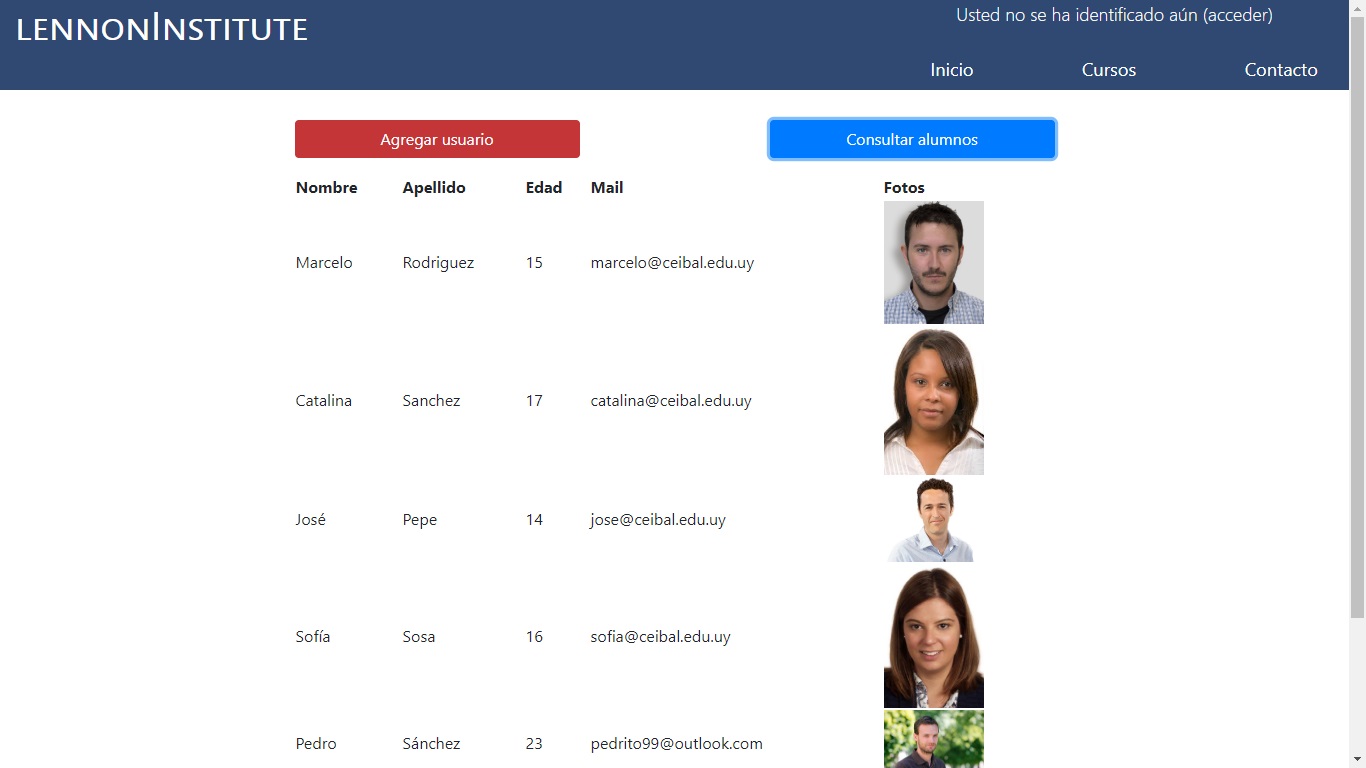 LENNONINSTITUTE
Usted no se ha identificado aún (acceder)
Inicio Cursos Contacto
Agregar usuario Consultar alumnos
Nombre Apellido Edad Mail Fotos
Marcelo Rodriguez 15 marcelo@ceibal.edu.uy
Catalina Sanchez 17 catalina@ceibal.edu.uy
José Pepe 14 jose@ceibal.edu.uy
Sofía Sosa 16 sofia@ceibal.edu.uy
Pedro Sánchez 23 pedrito99@outlook.com